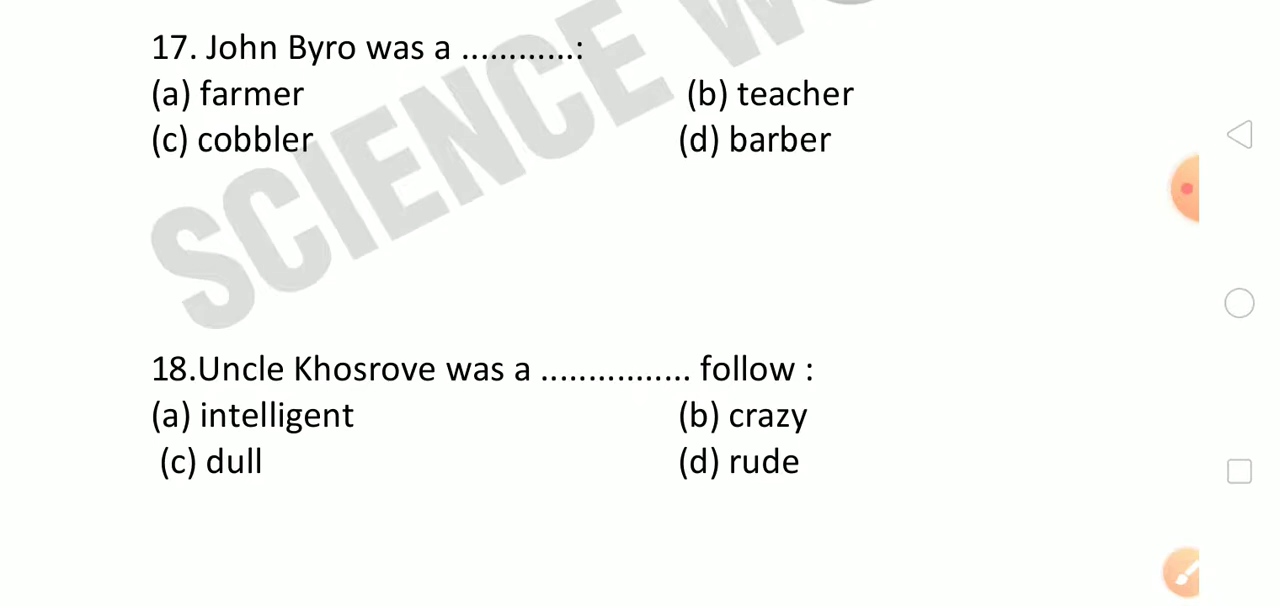 17. John Byro was a ............:
(a) farmer (b) teacher
(c) cobbler (d) barber
SCIENCE W
18.Uncle Khosrove was a ................ follow :
(a) intelligent (b) crazy
(c) dull (d) rude